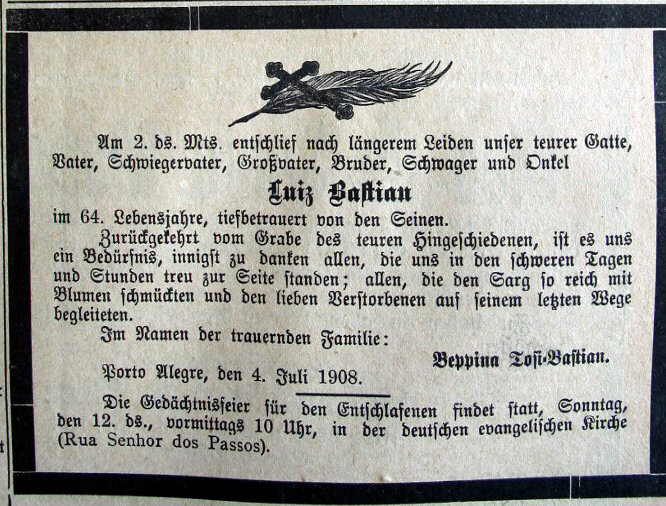 Am 2. ds. Mts. entschlief nach längerem Leiden unser teurer Gatte,
Vater, Schwiegervater, Großvater, Bruder, Schwager und Onkel
Luiz Bastian
im 64. Lebensjahre, tiefbetrauert von den Seinen.
Zurückgekehrt vom Grabe des teuren Hingeschiedenen, ist es uns
ein Bedürfnis, innigst zu danken allen, die uns in den schweren Tagen
und Stunden treu zur Seite standen; allen, die den Sarg so reich mit
Blumen schmückten und den lieben Verstorbenen auf seinem letzten Wege
begleiteten.
Im Namen der trauernden Familie:
Beppina Tosi-Bastian.
Porto Alegre, den 4. Juli 1908.
Die Gedächtnisfeier für den Entschlafenen findet statt, Sonntag,
den 12. ds., vormittags 10 Uhr, in der deutschen evangelischen Kirche
(Rua Senhor dos Passos).